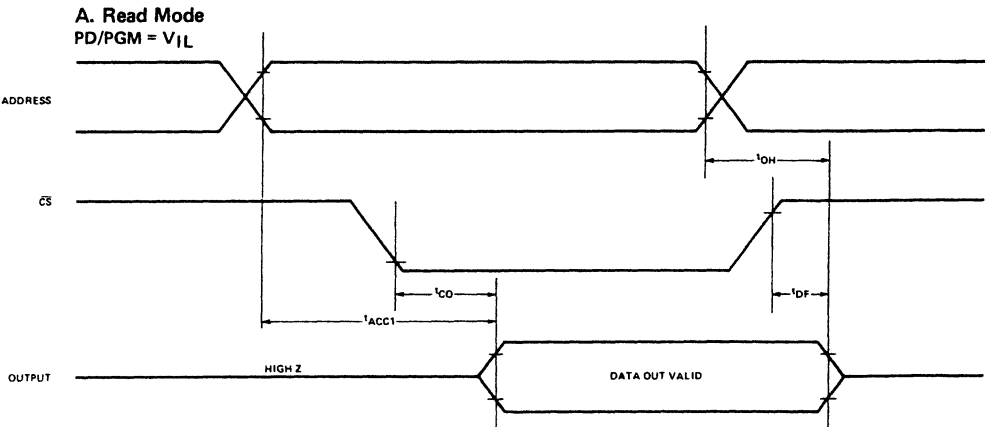 A. Read Mode
PD/PGM = VIL
ADDRESS
tOH
CS
tCO
tDF
tACC1
OUTPUT
HIGH Z
DATA OUT VALID